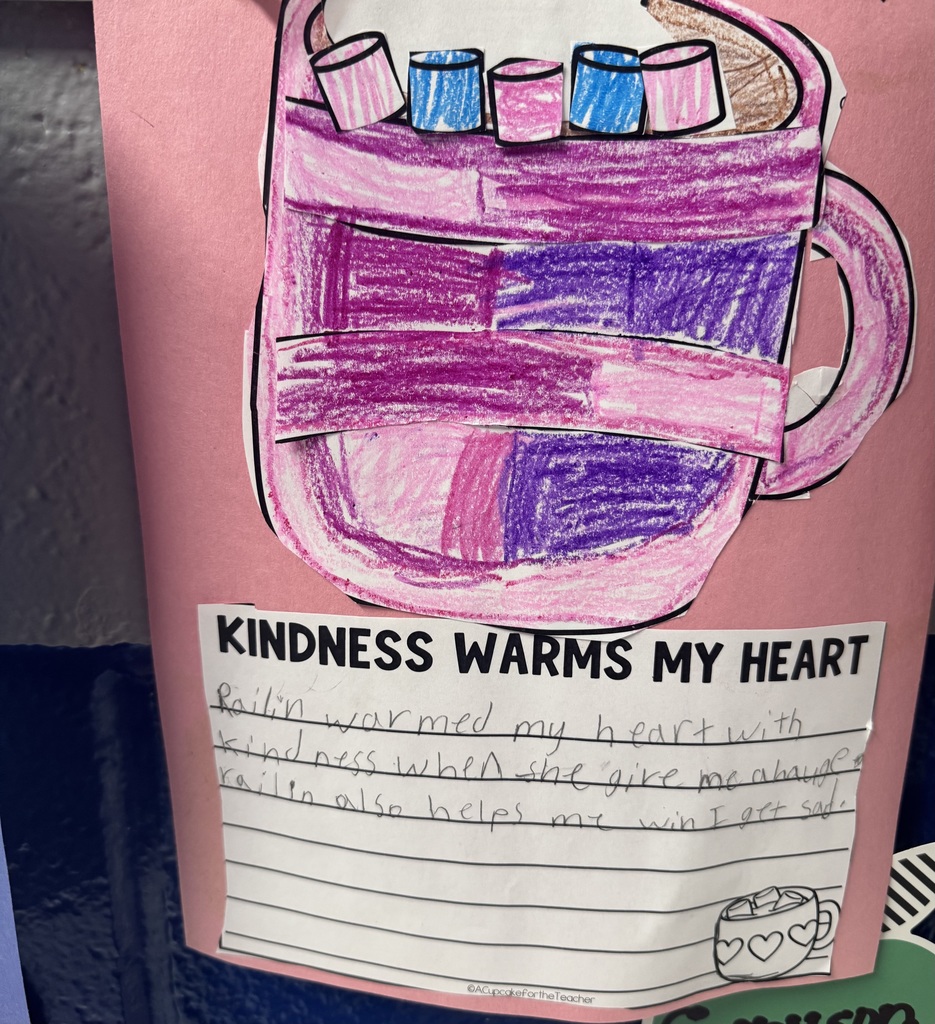 KINDNESS WARMS MY HEART
Railin warmed my heart with
kindness when she give me ahauge.
railin also helps me win I get sad.
©ACupcakefortheTeacher